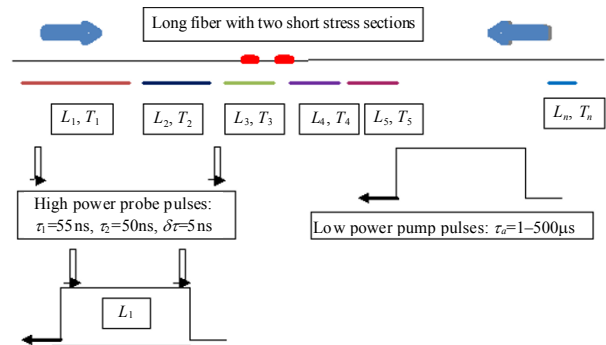 Long fiber with two short stress sections
L1, T1
L2, T2
L3, T3
L4, T4
L5, T5
Ln, Tn
High power probe pulses:
τ1=55ns, τ2=50ns, δτ=5ns
Low power pump pulses: τa=1–500µs
L1